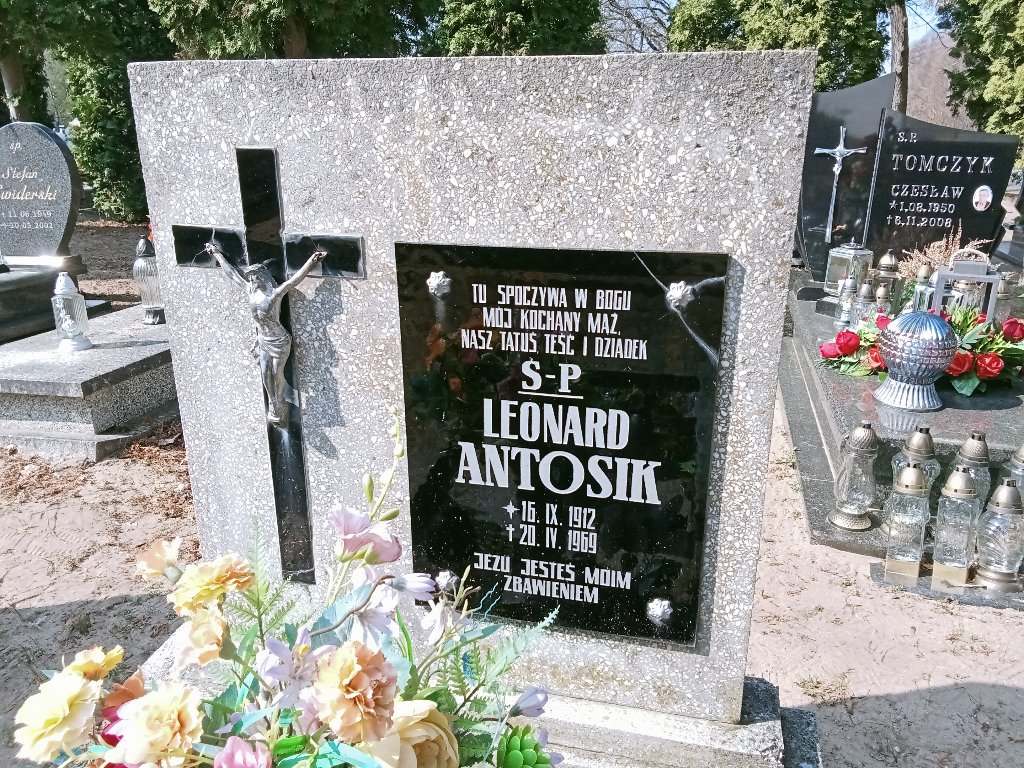 TU SPOCZYWA W BOGU
MÓJ KOCHANY MĄŻ,
NASZ TATUŚ TEŚĆ I DZIADEK
Ś-P
LEONARD
ANTOSIK
16. IX. 1912
† 20. IV. 1969
JEZU JESTEŚ MOIM
ZBAWIENIEM
Ś.P.
TOMCZYK
CZESŁAW
*1.08.1950
†8.11.2008
ŚP
Stefan